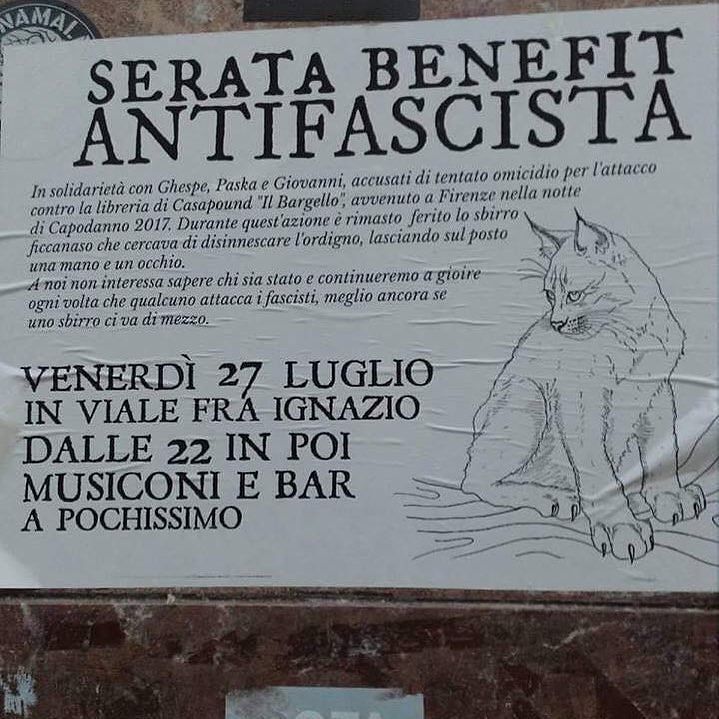 NAMAL
SERATA BENEFIT
ANTIFASCISTA
In solidarietà con Ghespe, Paska e Giovanni, accusati di tentato omicidio per l'attacco
contro la libreria di Casapound "Il Bargello", avvenuto a Firenze nella notte
di Capodanno 2017. Durante quest'azione è rimasto ferito lo sbirro
ficcanaso che cercava di disinnescare l'ordigno, lasciando sul posto
una mano e un occhio.
A noi non interessa sapere chi sia stato e continueremo a gioire
ogni volta che qualcuno attacca i fascisti, meglio ancora se
uno sbirro ci va di mezzo.
VENERDÌ 27 LUGLIO
IN VIALE FRÁ IGNAZIO
DALLE 22 IN POI
MUSICONI E BAR
A POCHISSIMO